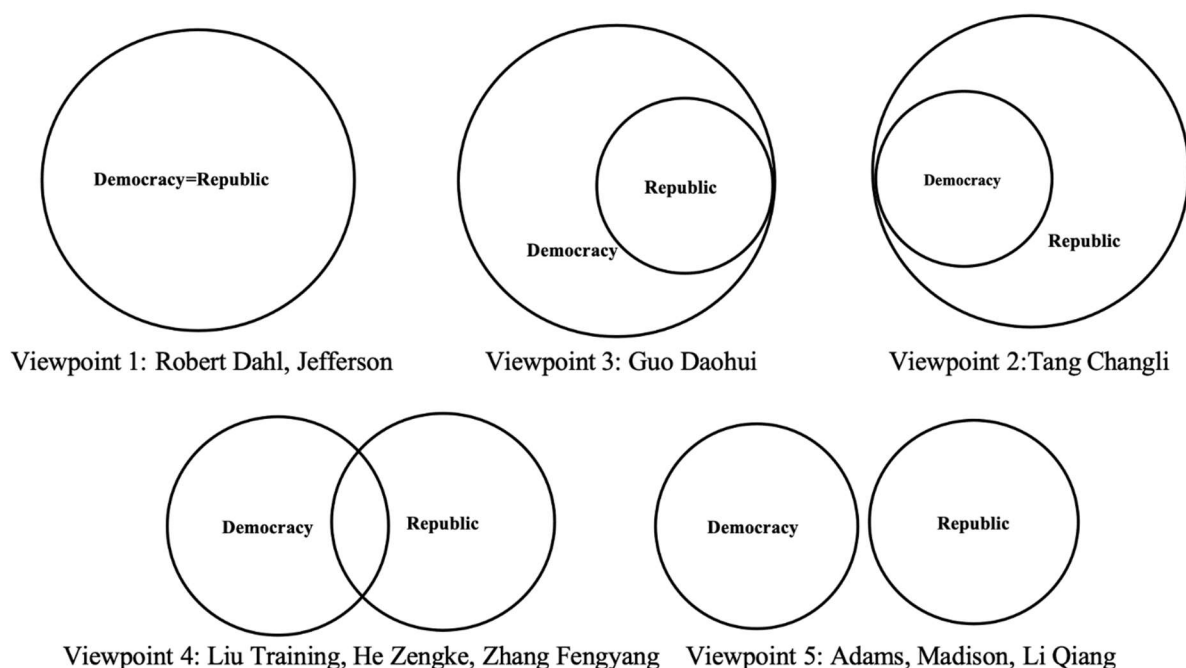 Democracy=Republic
Republic
Democracy
Democracy
Republic
Viewpoint 1: Robert Dahl, Jefferson
Viewpoint 3: Guo Daohui
Viewpoint 2:Tang Changli
Democracy
Republic
Democracy
Republic
Viewpoint 4: Liu Training, He Zengke, Zhang Fengyang
Viewpoint 5: Adams, Madison, Li Qiang